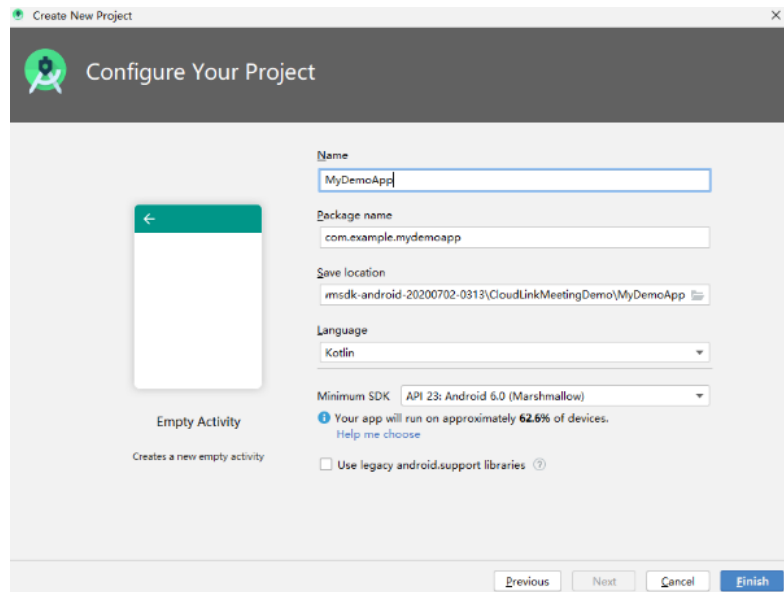 Create New Project
Configure Your Project
Name
MyDemoApp
Package name
com.example.mydemoapp
Save location
msdk-android-20200702-0313\CloudLinkMeetingDemo\MyDemoApp
Language
Kotlin
Minimum SDK API 23: Android 6.0 (Marshmallow)
Your app will run on approximately 62.6% of devices.
Help me choose
Use legacy android.support libraries ?
Empty Activity
Creates a new empty activity
Previous Next Cancel Finish